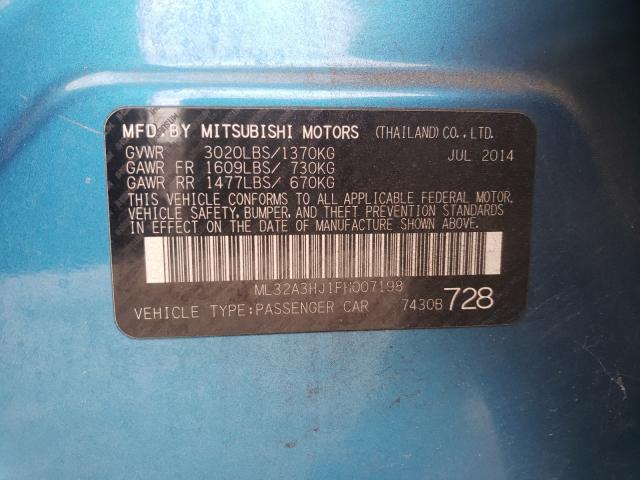 MFD.BY MITSUBISHI MOTORS (THAILAND)CO.,LTD.
GVWR 3020LBS/1370KG JUL 2014
GAWR FR 1609LBS/ 730KG
GAWR RR 1477LBS/ 670KG
THIS VEHICLE CONFORMS TO ALL APPLICABLE FEDERAL MOTOR
VEHICLE SAFETY, BUMPER, AND THEFT PREVENTION STANDARDS
IN EFFECT ON THE DATE OF MANUFACTURE SHOWN ABOVE.
ML32A3HJ1FH007198
VEHICLE TYPE:PASSENGER CAR 7430B 728